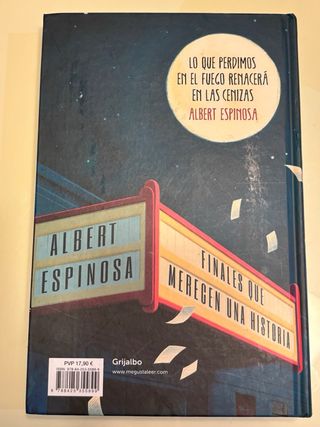 LO QUE PERDIMOS
EN EL FUEGO RENACERÁ
EN LAS CENIZAS
ALBERT ESPINOSA
ALBERT
ESPINOSA
FINALES QUE
MERECEN UNA HISTORIA
PVP 17,90 €
Grijalbo
www.megustaleer.com